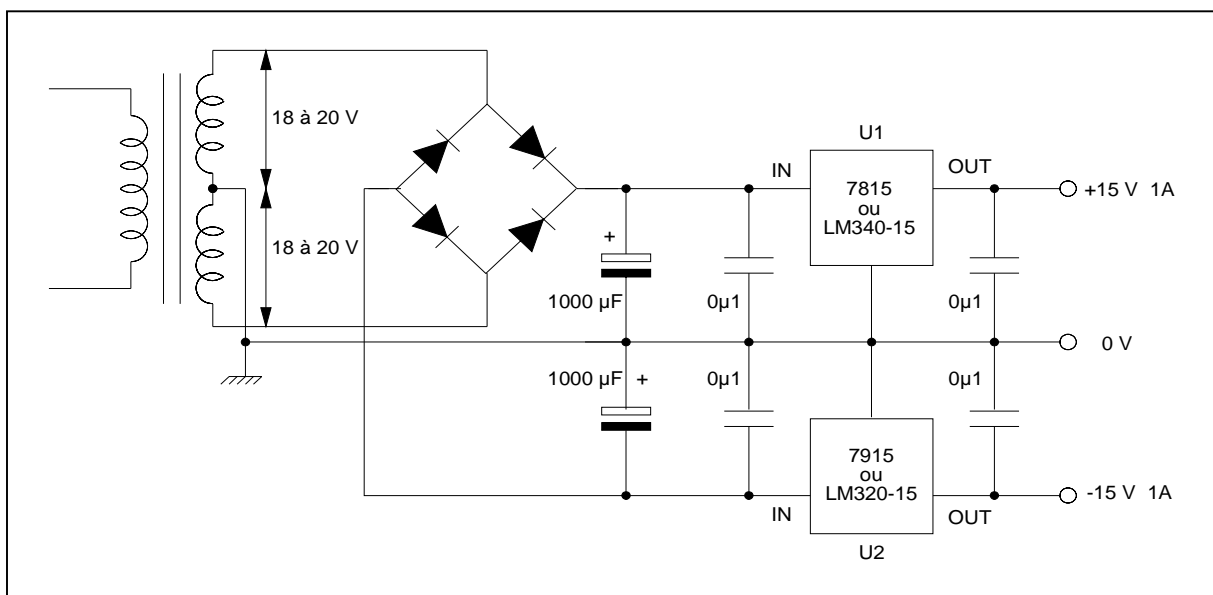 18 à 20 V
18 à 20 V
+
1000 µF
1000 µF +
0µ1
0µ1
IN
U1
OUT
7815
ou
LM340-15
0µ1
0µ1
+15 V 1A
0 V
-15 V 1A
7915
ou
LM320-15
IN
OUT
U2